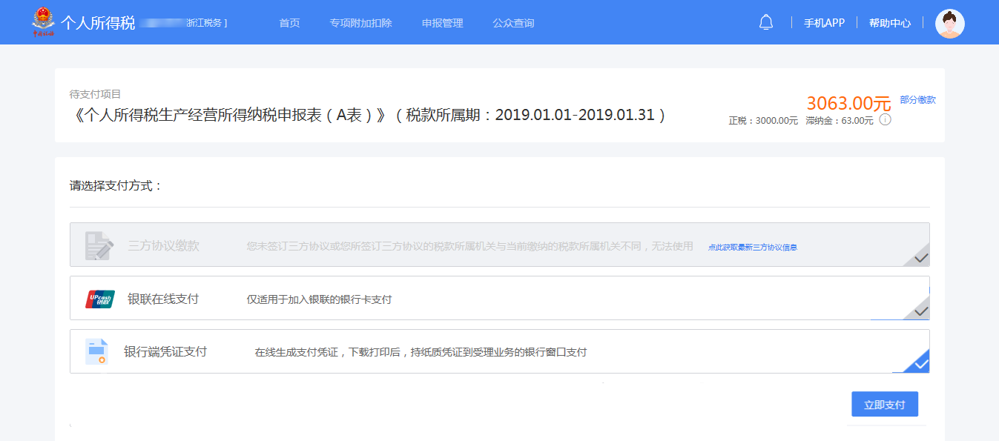 个人所得税 浙江税务 ] 首页 专项附加扣除 申报管理 公众查询 手机APP 帮助中心
待支付项目
《个人所得税生产经营所得纳税申报表（A表）》（税款所属期：2019.01.01-2019.01.31）
3063.00元 部分缴款
正税：3000.00元 滞纳金：63.00元
请选择支付方式：
三方协议缴款 您未签订三方协议或您所签订三方协议的税款所属机关与当前缴纳的税款所属机关不同，无法使用 点此获取最新三方协议信息
UPcash 银联在线支付 仅适用于加入银联的银行卡支付
银行端凭证支付 在线生成支付凭证，下载打印后，持纸质凭证到受理业务的银行窗口支付
立即支付